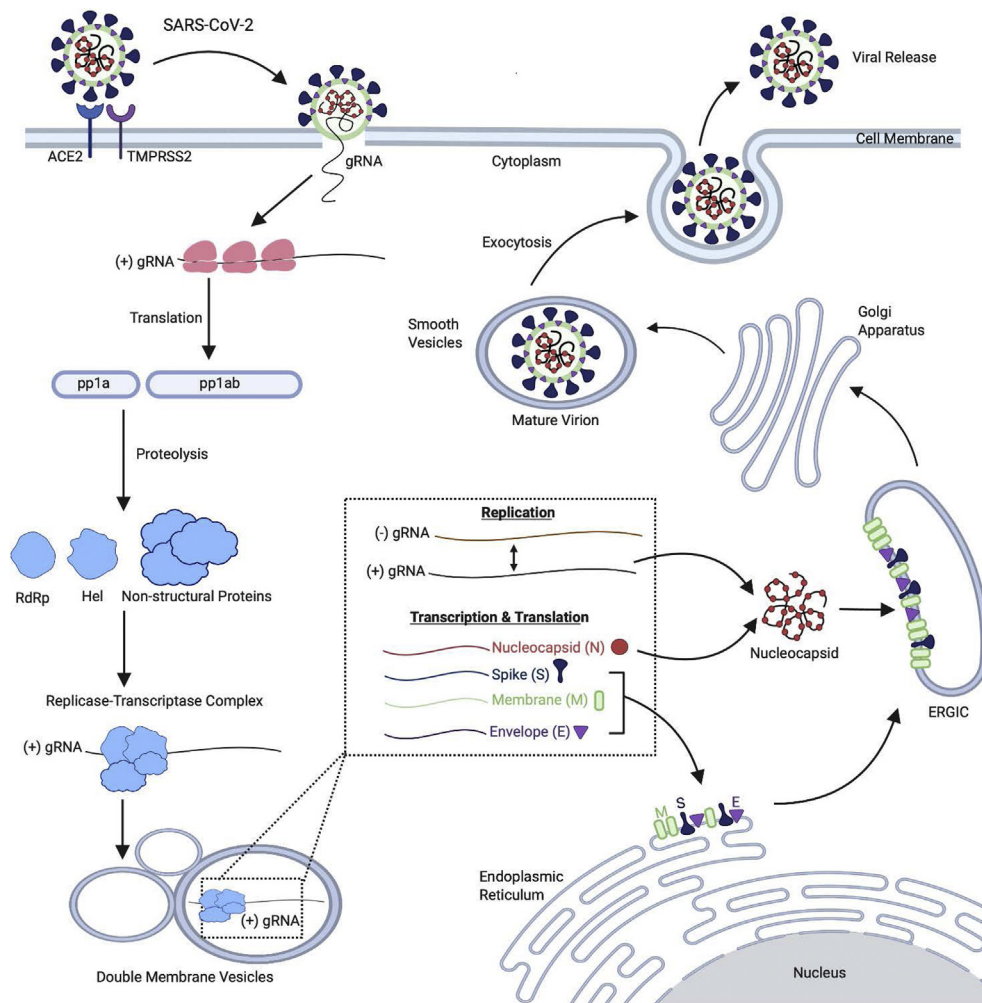 SARS-CoV-2
Viral Release
ACE2
TMPRSS2
gRNA
Cytoplasm
Cell Membrane
(+) gRNA
Exocytosis
Translation
Smooth
Vesicles
Golgi
Apparatus
pp1a
pp1ab
Mature Virion
Proteolysis
Replication
(-) gRNA
(+) gRNA
RdRp
Hel
Non-structural Proteins
Transcription & Translation
Nucleocapsid (N)
Spike (S)
Membrane (M)
Envelope (E)
Nucleocapsid
ERGIC
Replicase-Transcriptase Complex
(+) gRNA
M
S
E
Endoplasmic
Reticulum
(+) gRNA
Double Membrane Vesicles
Nucleus